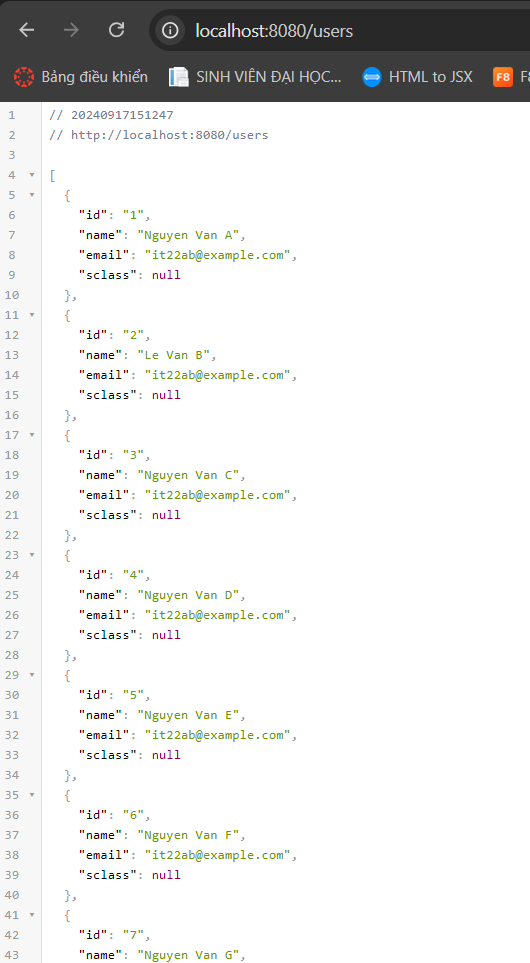 localhost:8080/users
Bảng điều khiển SINH VIÊN ĐẠI HỌC... HTML to JSX F8 F8
1 // 20240917151247
2 // http://localhost:8080/users
3
4 [
5 {
6 "id": "1",
7 "name": "Nguyen Van A",
8 "email": "it22ab@example.com",
9 "sclass": null
10 },
11 {
12 "id": "2",
13 "name": "Le Van B",
14 "email": "it22ab@example.com",
15 "sclass": null
16 },
17 {
18 "id": "3",
19 "name": "Nguyen Van C",
20 "email": "it22ab@example.com",
21 "sclass": null
22 },
23 {
24 "id": "4",
25 "name": "Nguyen Van D",
26 "email": "it22ab@example.com",
27 "sclass": null
28 },
29 {
30 "id": "5",
31 "name": "Nguyen Van E",
32 "email": "it22ab@example.com",
33 "sclass": null
34 },
35 {
36 "id": "6",
37 "name": "Nguyen Van F",
38 "email": "it22ab@example.com",
39 "sclass": null
40 },
41 {
42 "id": "7",
43 "name": "Nguyen Van G",